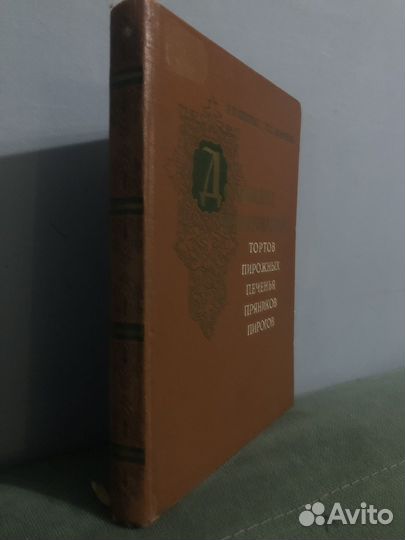 Д
ТОРТОВ
ПИРОЖНЫХ
ПЕЧЕНЬЯ
ПРЯНИКОВ
ПИРОГОВ
Avito